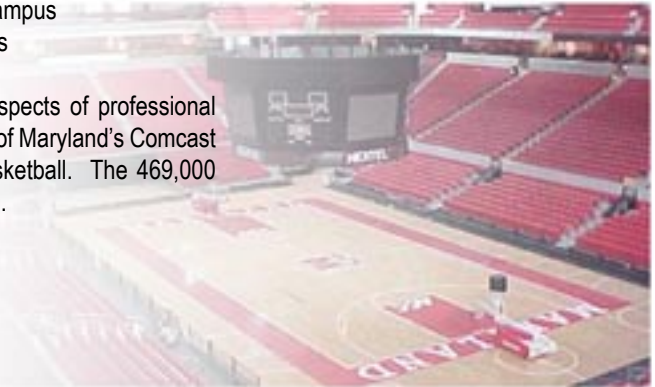 ampus
s
spects of professional
of Maryland's Comcast
sketball. The 469,000
.
NEXTEL
MARYLAND